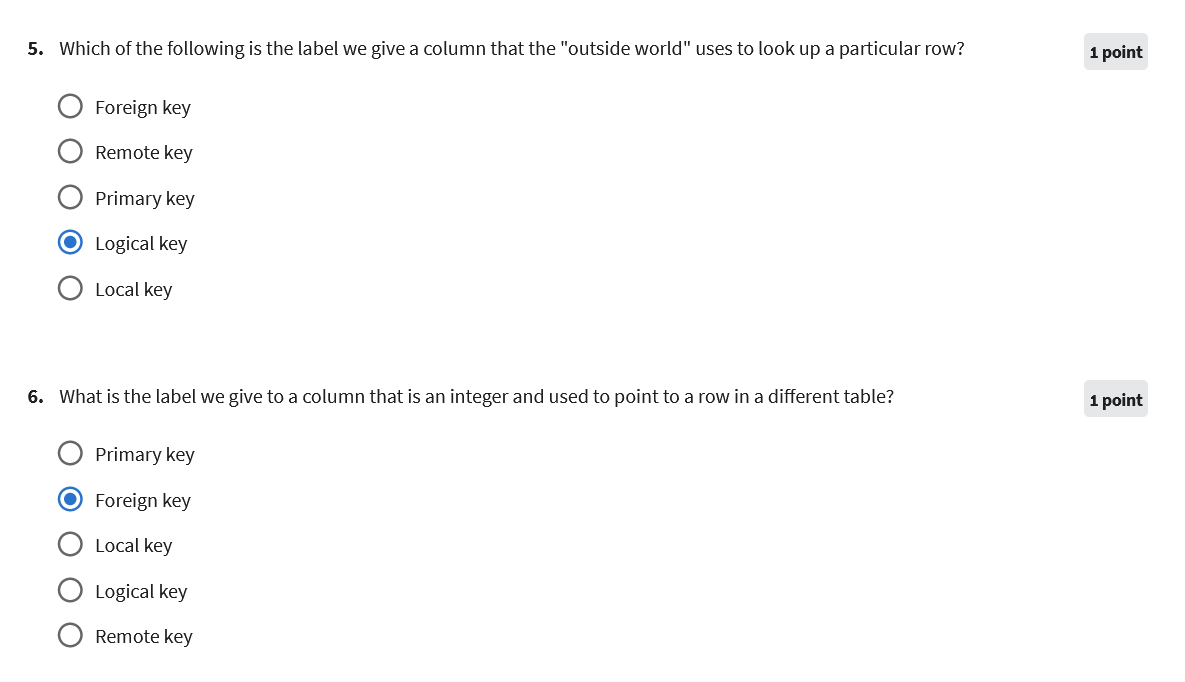 5. Which of the following is the label we give a column that the "outside world" uses to look up a particular row?
1 point
Foreign key
Remote key
Primary key
Logical key
Local key
6. What is the label we give to a column that is an integer and used to point to a row in a different table?
1 point
Primary key
Foreign key
Local key
Logical key
Remote key